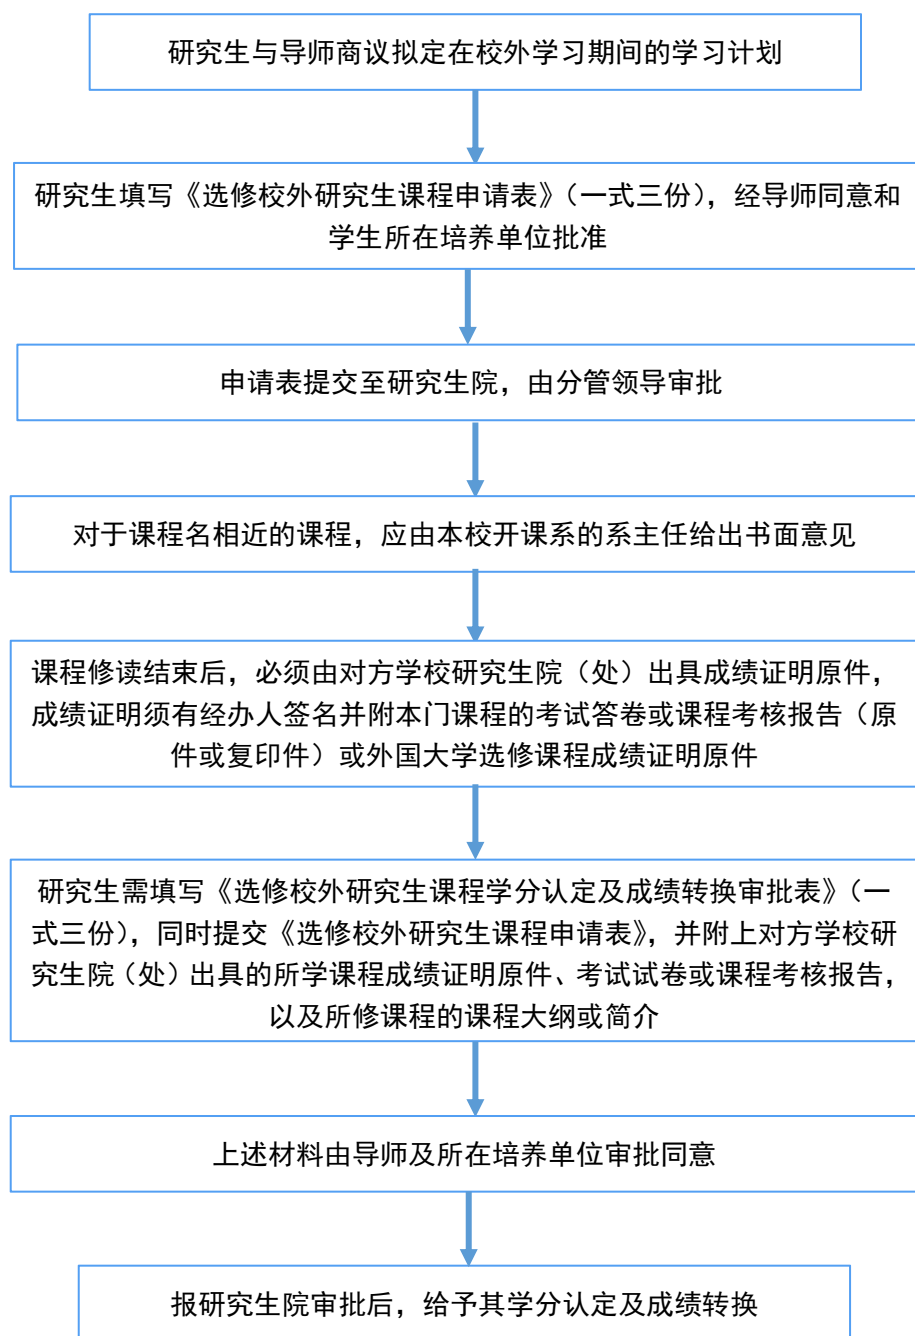 研究生与导师商议拟定在校外学习期间的学习计划
研究生填写《选修校外研究生课程申请表》（一式三份），经导师同意和
学生所在培养单位批准
申请表提交至研究生院，由分管领导审批
对于课程名相近的课程，应由本校开课系的系主任给出书面意见
课程修读结束后，必须由对方学校研究生院（处）出具成绩证明原件，
成绩证明须有经办人签名并附本门课程的考试答卷或课程考核报告（原
件或复印件）或外国大学选修课程成绩证明原件
研究生需填写《选修校外研究生课程学分认定及成绩转换审批表》（一
式三份），同时提交《选修校外研究生课程申请表》，并附上对方学校研
究生院（处）出具的所学课程成绩证明原件、考试试卷或课程考核报告，
以及所修课程的课程大纲或简介
上述材料由导师及所在培养单位审批同意
报研究生院审批后，给予其学分认定及成绩转换